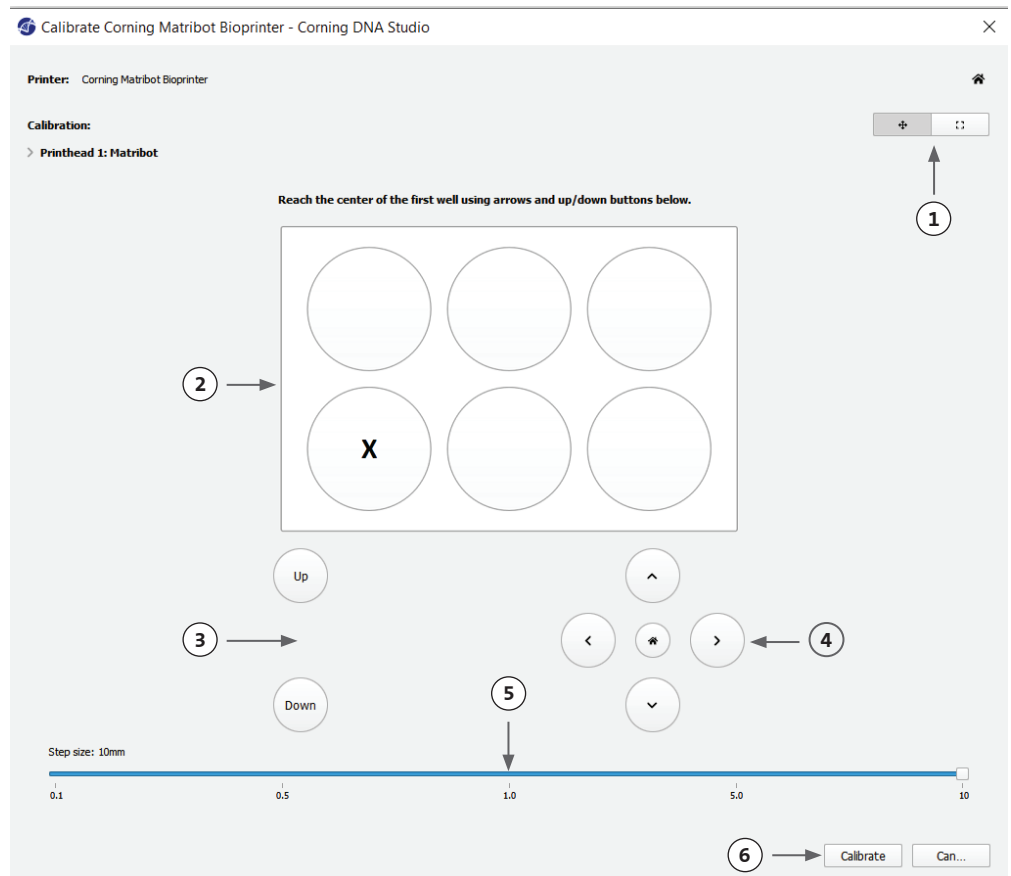 Calibrate Corning Matribot Bioprinter - Corning DNA Studio
Printer: Corning Matribot Bioprinter
Calibration:
Printhead 1: Matribot
1
Reach the center of the first well using arrows and up/down buttons below.
2
X
Up
3
4
Down
5
Step size: 10mm
0.1 0.5 1.0 5.0 10
6
Calibrate Can...